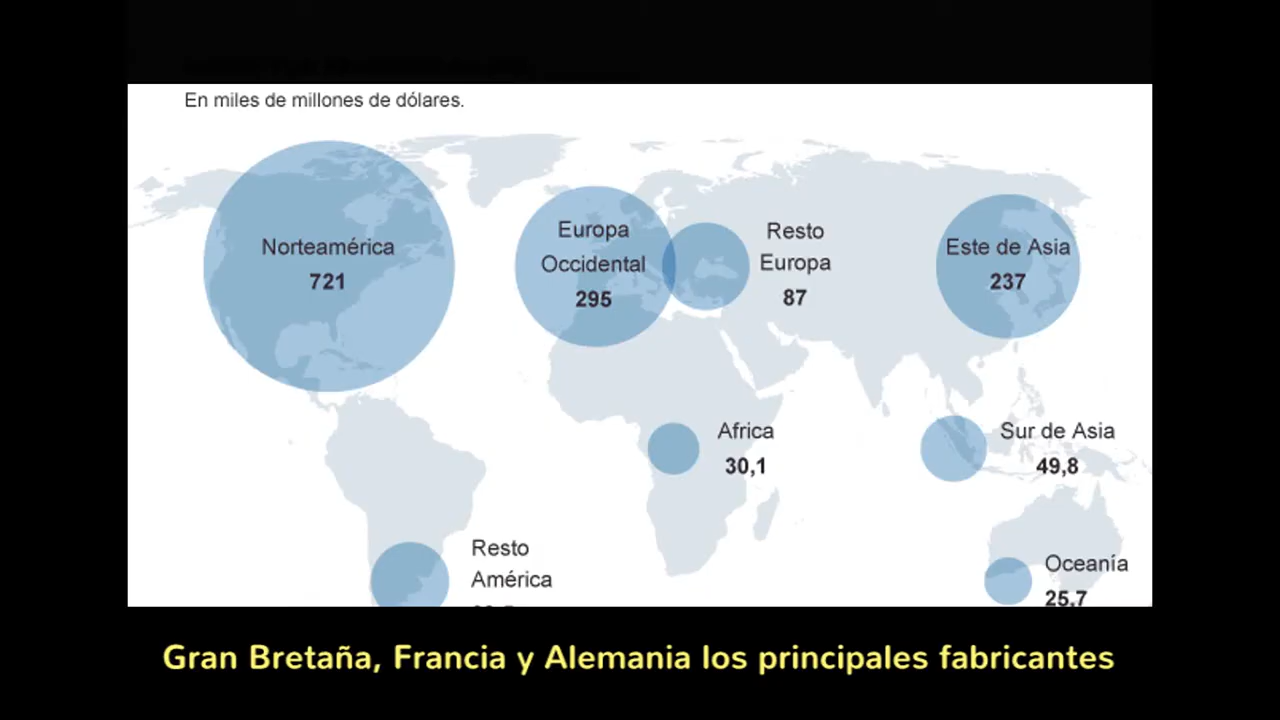 En miles de millones de dólares.
Norteamérica
721
Europa
Occidental
295
Resto
Europa
87
Este de Asia
237
Africa
30,1
Sur de Asia
49,8
Resto
América
Oceanía
25,7
Gran Bretaña, Francia y Alemania los principales fabricantes